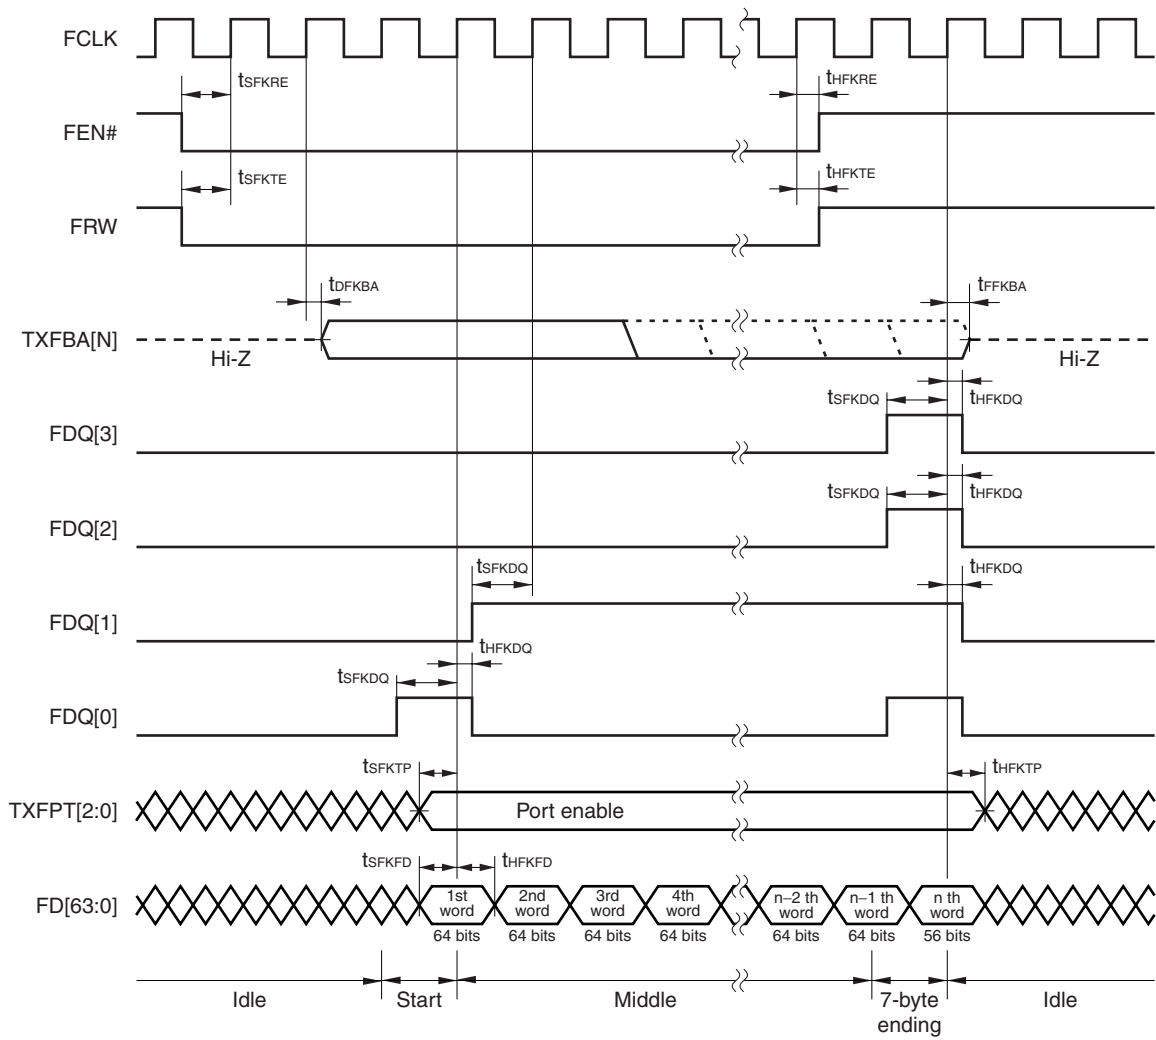 FCLK
tSFKRE
tHFKRE
FEN#
tSFKTE
tHFKTE
FRW
tDFKBA
tFFKBA
TXFBA[N]
Hi-Z
Hi-Z
tSFKDQ
tHFKDQ
FDQ[3]
tSFKDQ
tHFKDQ
FDQ[2]
tSFKDQ
tHFKDQ
FDQ[1]
tHFKDQ
tSFKDQ
FDQ[0]
tSFKTP
tHFKTP
TXFPT[2:0]
Port enable
tSFKFD
tHFKFD
FD[63:0]
1st word
2nd word
3rd word
4th word
n–2 th word
n–1 th word
n th word
64 bits
64 bits
64 bits
64 bits
64 bits
64 bits
56 bits
Idle
Start
Middle
7-byte ending
Idle